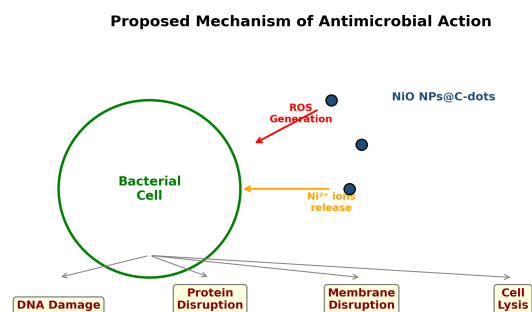 Proposed Mechanism of Antimicrobial Action
NiO NPs@C-dots
ROS
Generation
Bacterial
Cell
Ni²⁺ ions
release
DNA Damage
Protein
Disruption
Membrane
Disruption
Cell
Lysis